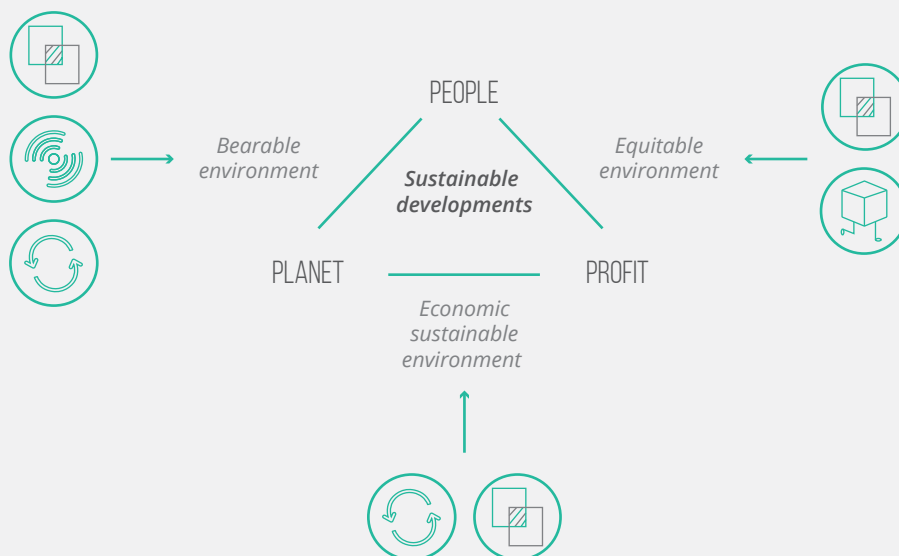 PEOPLE
Bearable
environment
Equitable
environment
Sustainable
developments
PLANET
PROFIT
Economic
sustainable
environment